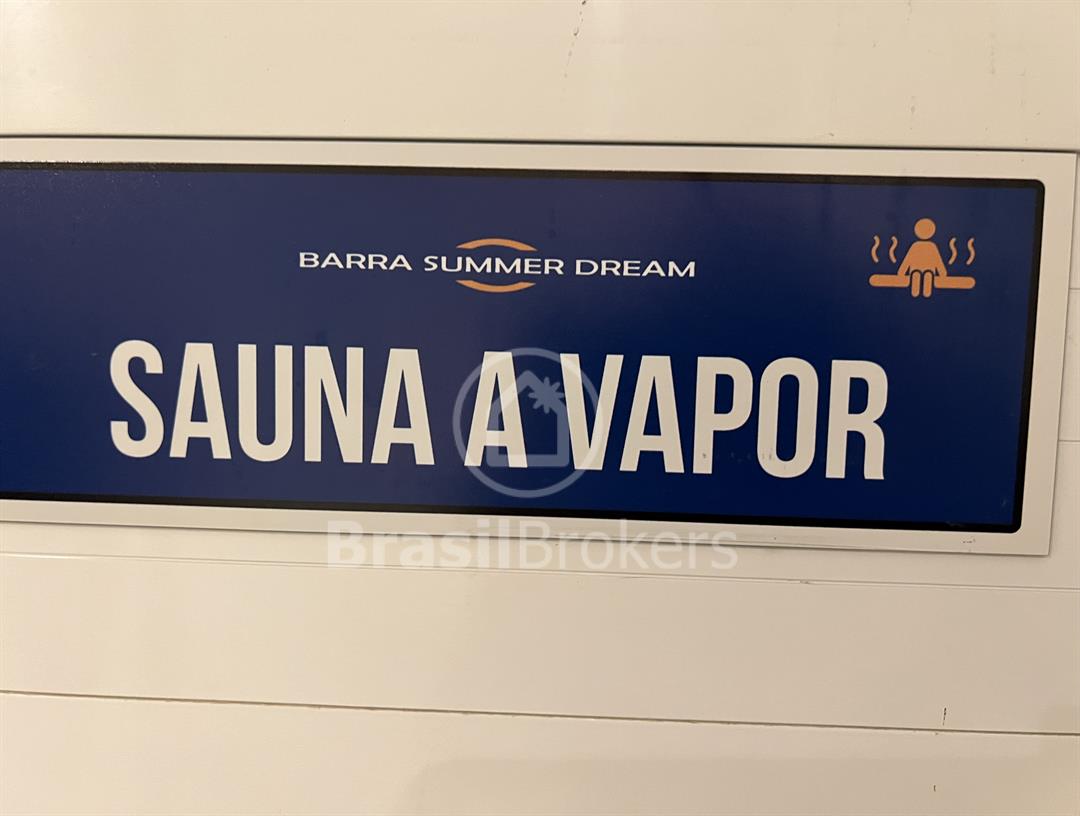 BARRA SUMMER DREAM
SAUNA A VAPOR
BrasilBrokers